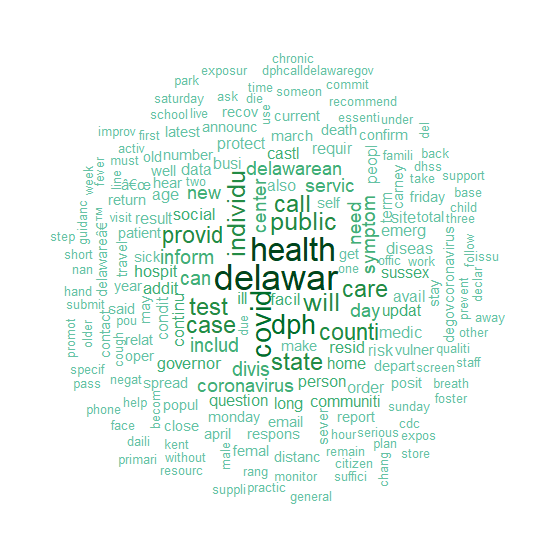 chronic
exposur dphcalldelawaregov
park time someon commit
saturday ask die recommend
school live recov use current essenti under
improv first latest announc march death confirm del
activ protect requir
must old number busi castl peopl famili back
fever line well data delawarean dhss
week liâ€œ hear two new individu center also servic age term carney take support
return call self friday base
guidanc visit result social public need sitetotal child
delawareâ€™ patient provid symptom emerg three
step travel health get diseas coronavirus follow away
short sick inform one offic work issu
nan hospit can delawar care sussex stay degov prevent declar
hand year addit ill facil will avail
submit may condit continu test covid day updat
contact said pou case due dph counti medic other
promot older cough relat includ make resid risk vulner qualiti
oper state home screen staff
specif governor divis depart breath
pass negat spread coronavirus person order posit foster
becom popul question long communiti
phone help monday email sever report sunday
face close april respons hour serious cdc
daili kent femal distanc remain plan expos
primari without male rang citizen store
resourc monitor suffici chang
suppli practic
general